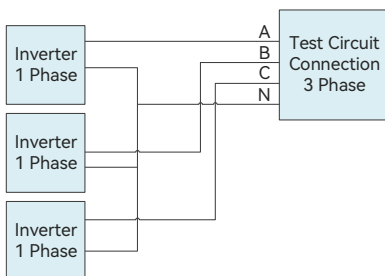 Inverter
1 Phase
Inverter
1 Phase
Inverter
1 Phase
A
B
C
N
Test Circuit
Connection
3 Phase